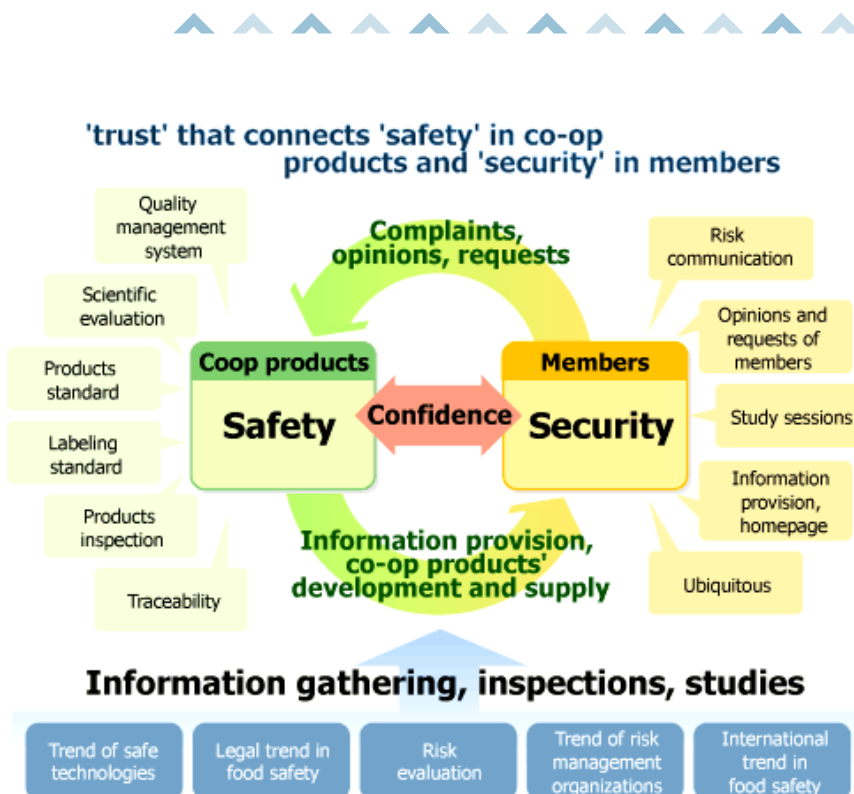 'trust' that connects 'safety' in co-op
products and 'security' in members
Quality
management
system
Scientific
evaluation
Products
standard
Labeling
standard
Products
inspection
Traceability
Complaints,
opinions, requests
Coop products
Safety
Confidence
Members
Security
Information provision,
co-op products'
development and supply
Risk
communication
Opinions and
requests of
members
Study sessions
Information
provision,
homepage
Ubiquitous
Information gathering, inspections, studies
Trend of safe
technologies
Legal trend in
food safety
Risk
evaluation
Trend of risk
management
organizations
International
trend in
food safety